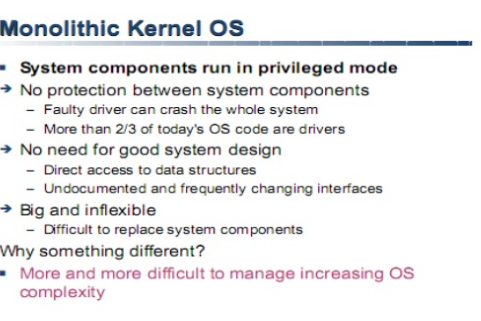 Monolithic Kernel OS
▪ System components run in privileged mode
→ No protection between system components
– Faulty driver can crash the whole system
– More than 2/3 of today's OS code are drivers
→ No need for good system design
– Direct access to data structures
– Undocumented and frequently changing interfaces
→ Big and inflexible
– Difficult to replace system components
Why something different?
▪ More and more difficult to manage increasing OS
complexity